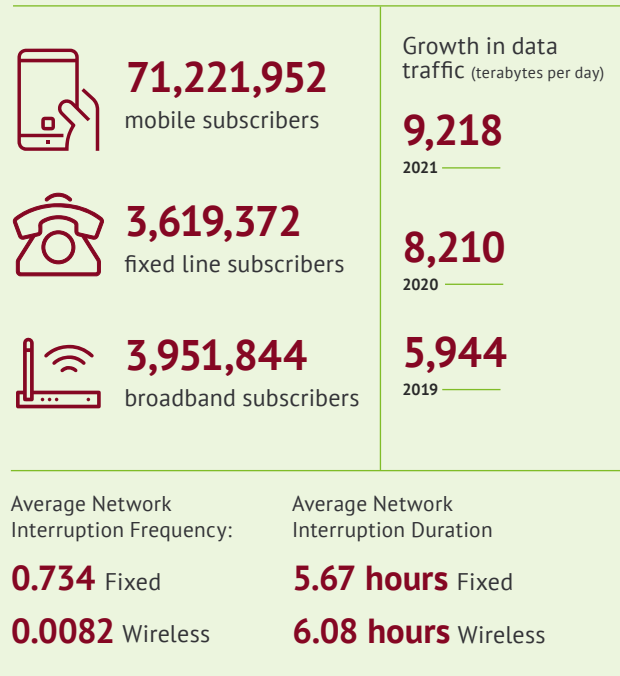 71,221,952
mobile subscribers
3,619,372
fixed line subscribers
3,951,844
broadband subscribers
Growth in data
traffic (terabytes per day)
9,218
2021
8,210
2020
5,944
2019
Average Network
Interruption Frequency:
0.734 Fixed
0.0082 Wireless
Average Network
Interruption Duration
5.67 hours Fixed
6.08 hours Wireless